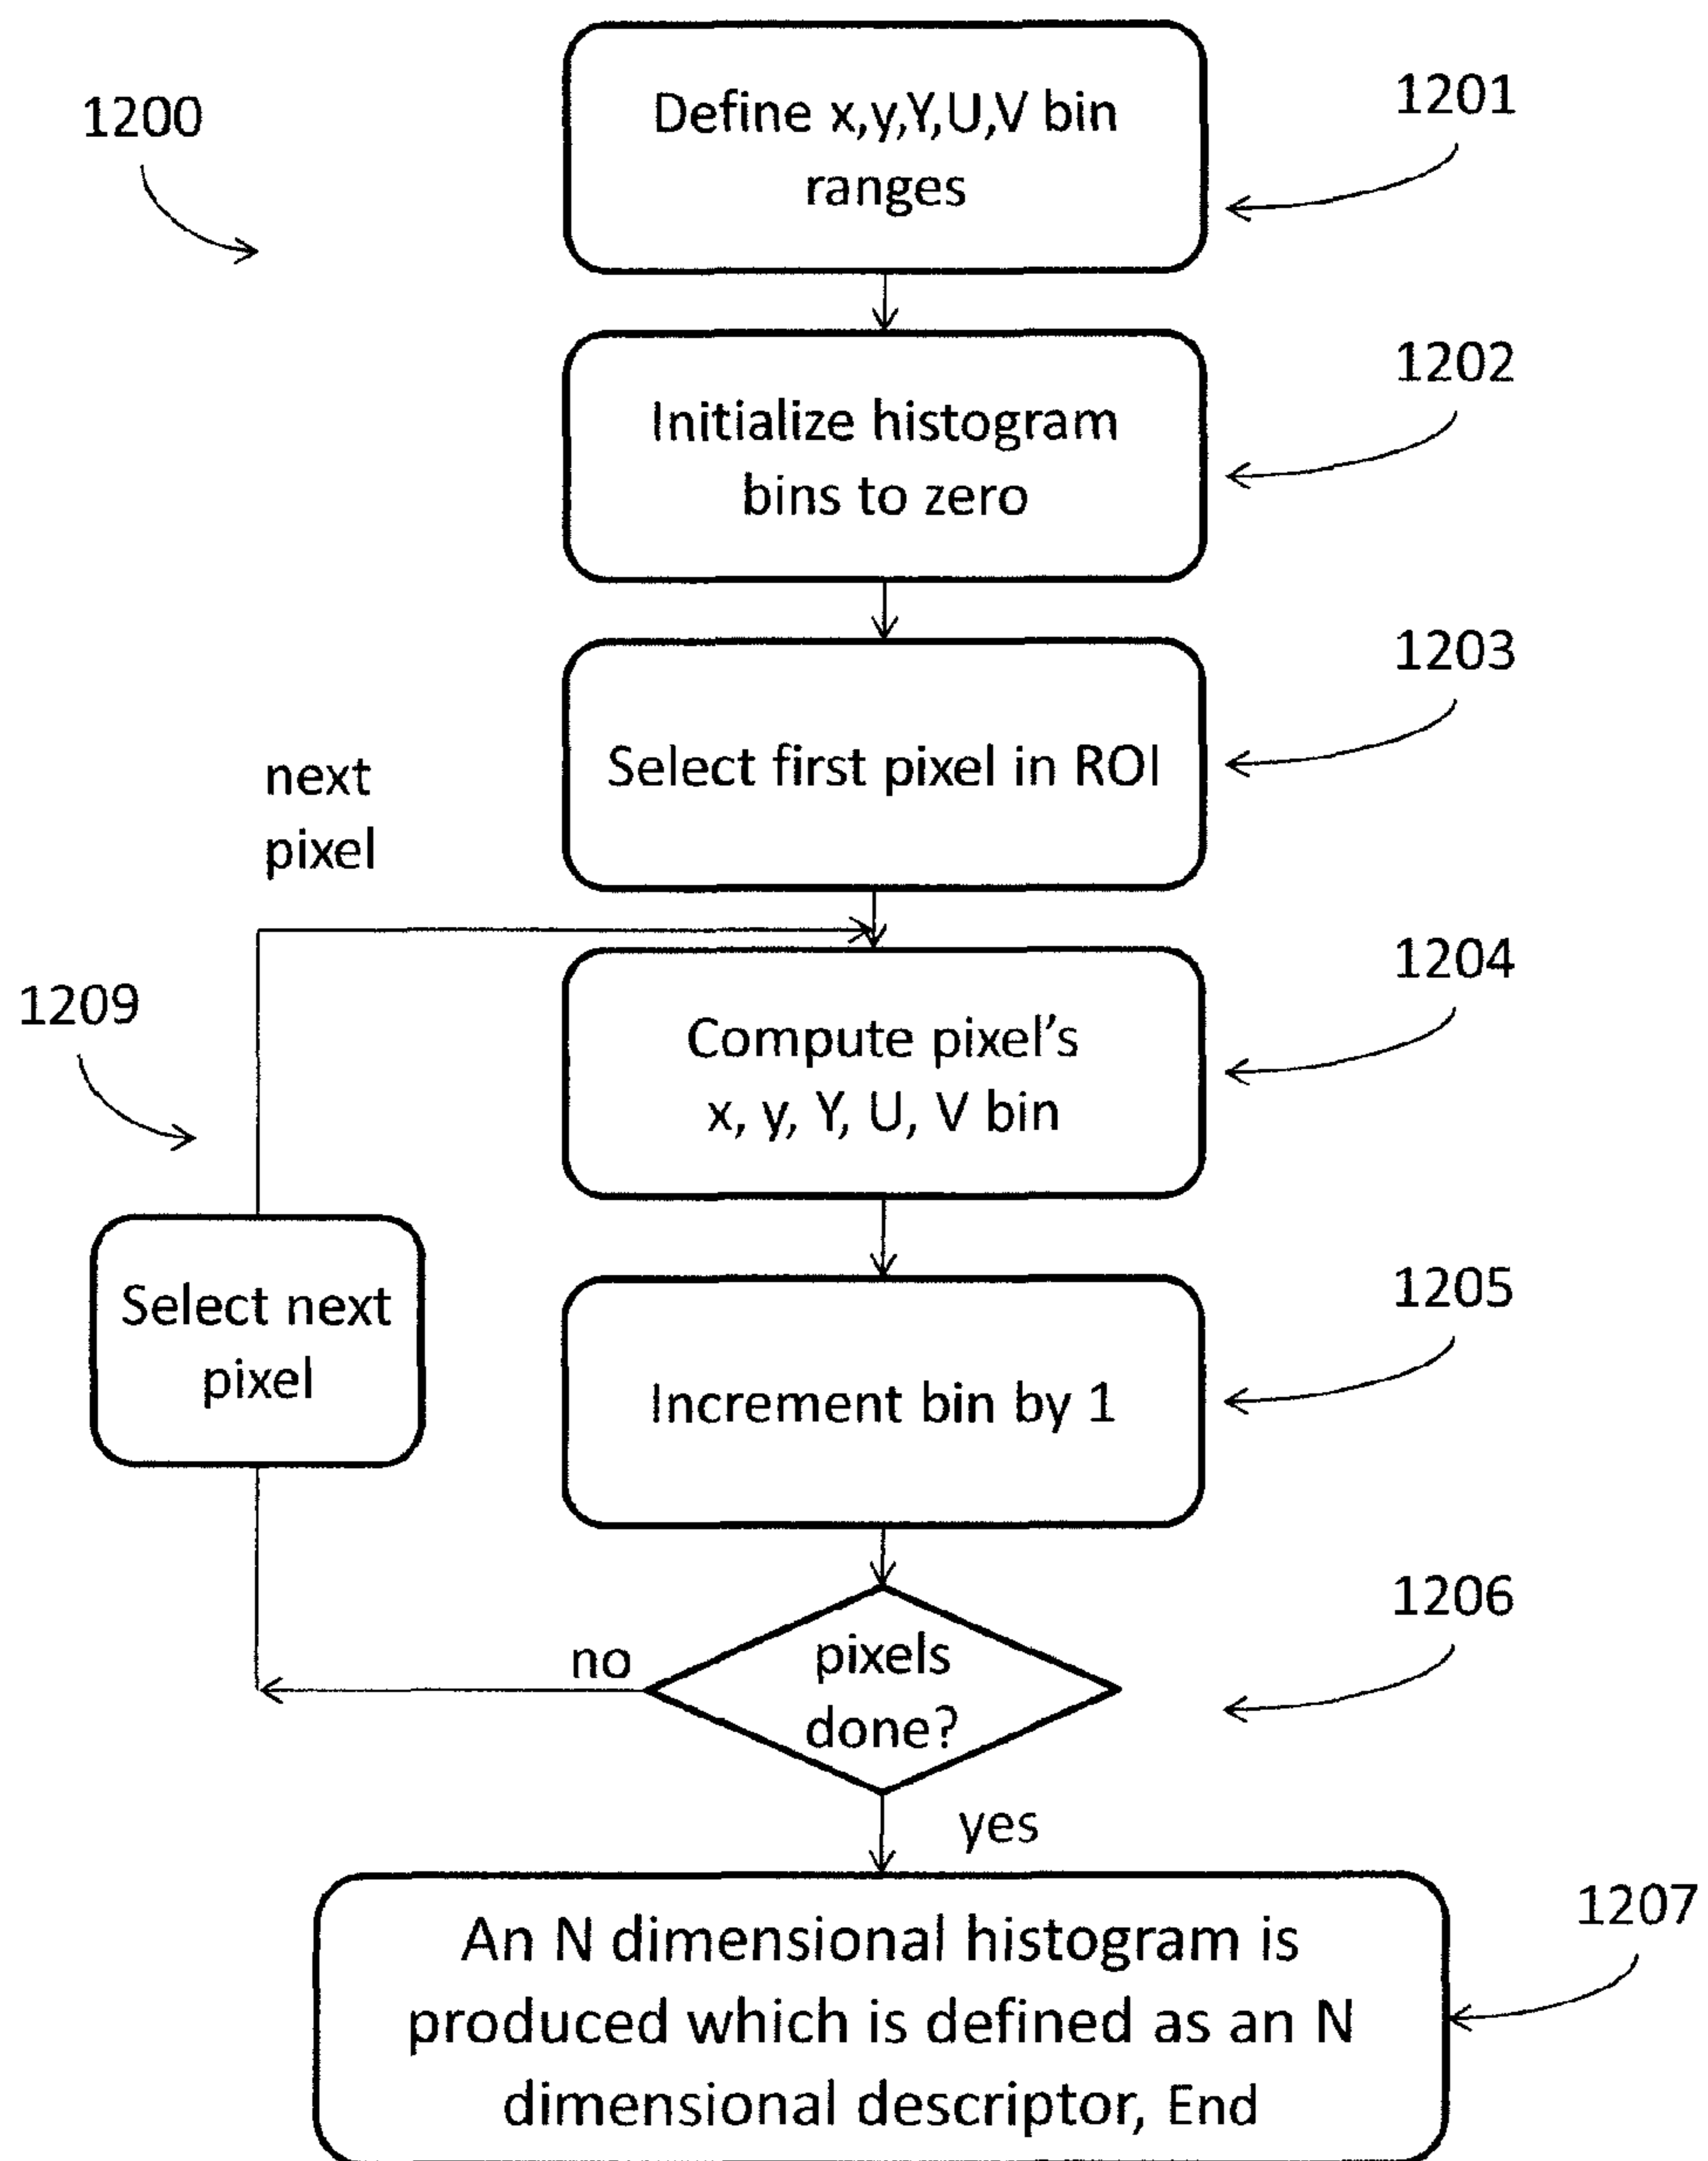 1200
Define x,y,Y,U,V bin
ranges
1201
Initialize histogram
bins to zero
1202
Select first pixel in ROI
1203
next
pixel
Compute pixel's
x, y, Y, U, V bin
1204
1209
Select next
pixel
Increment bin by 1
1205
pixels
done?
1206
no
yes
An N dimensional histogram is
produced which is defined as an N
dimensional descriptor, End
1207